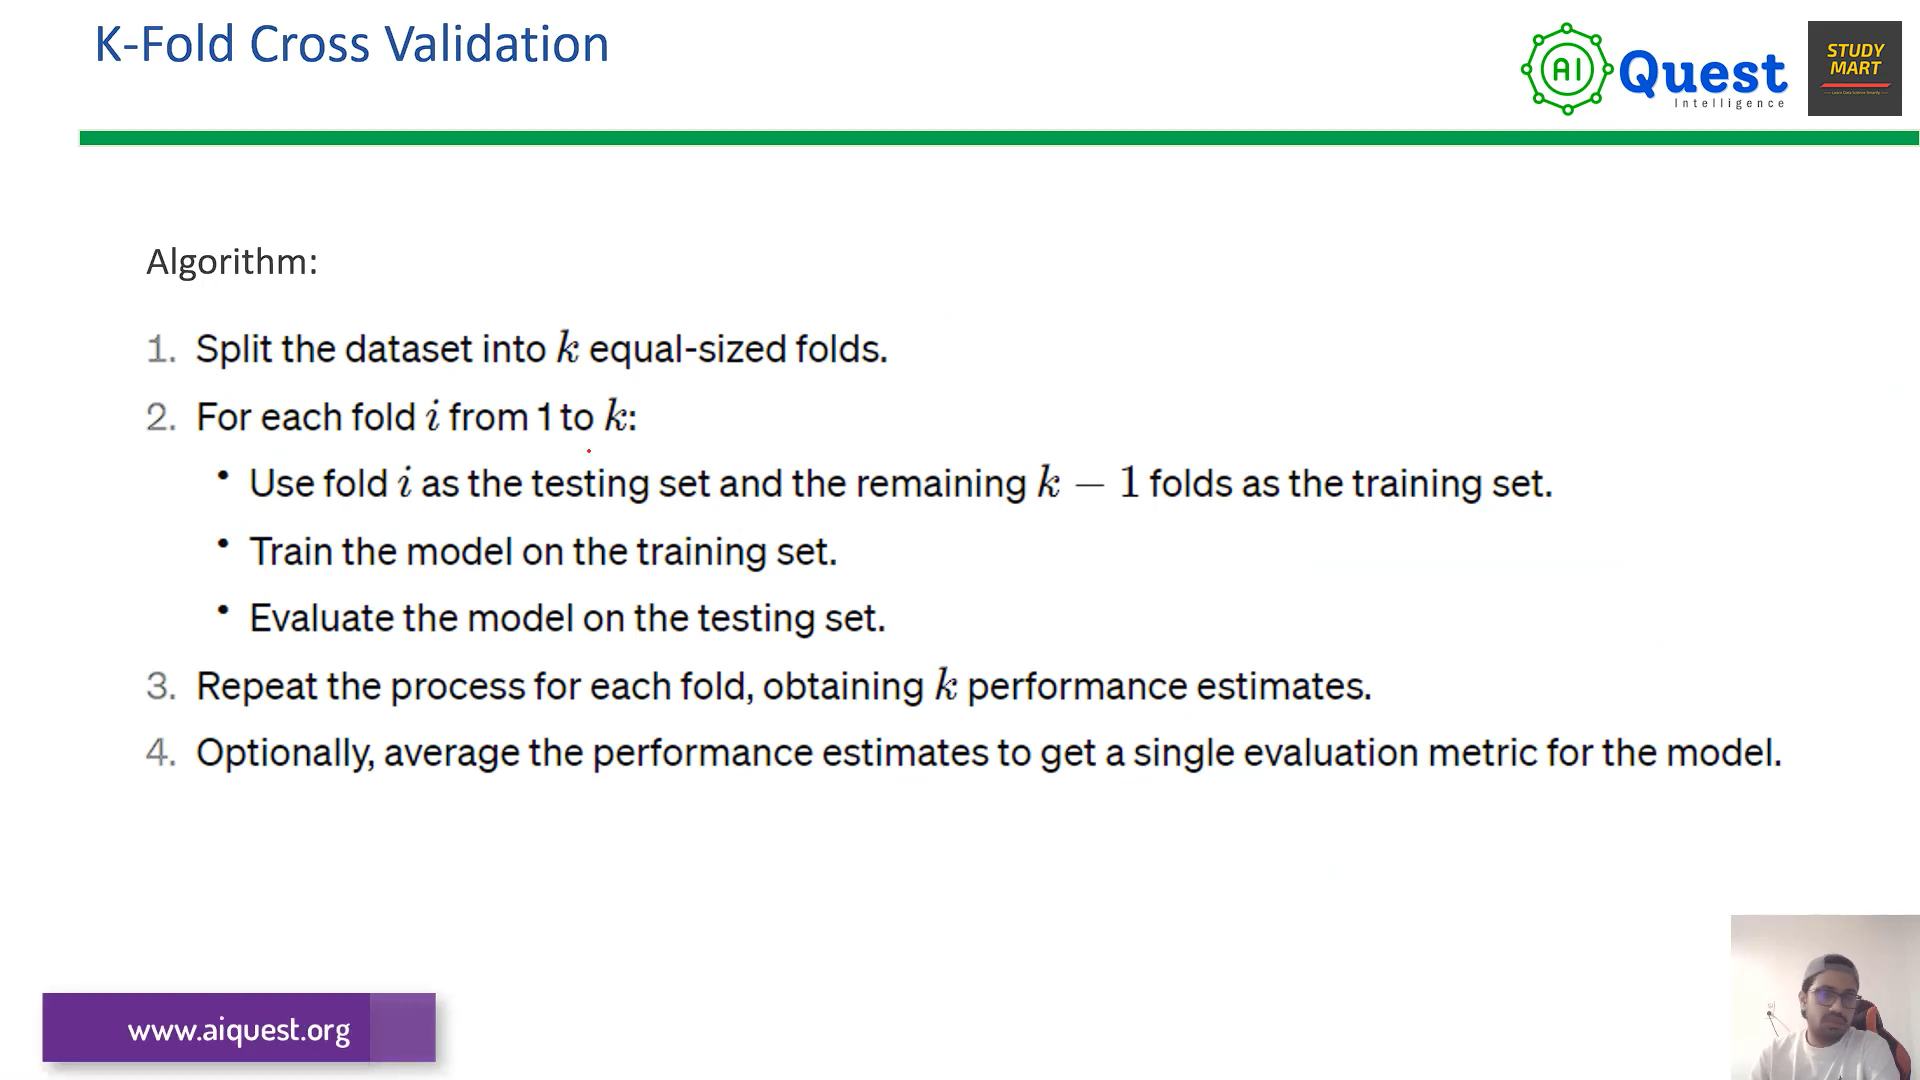 K-Fold Cross Validation
AI Quest
Intelligence
STUDY
MART
Algorithm:
1. Split the dataset into k equal-sized folds.
2. For each fold i from 1 to k:
• Use fold i as the testing set and the remaining k − 1 folds as the training set.
• Train the model on the training set.
• Evaluate the model on the testing set.
3. Repeat the process for each fold, obtaining k performance estimates.
4. Optionally, average the performance estimates to get a single evaluation metric for the model.
www.aiquest.org